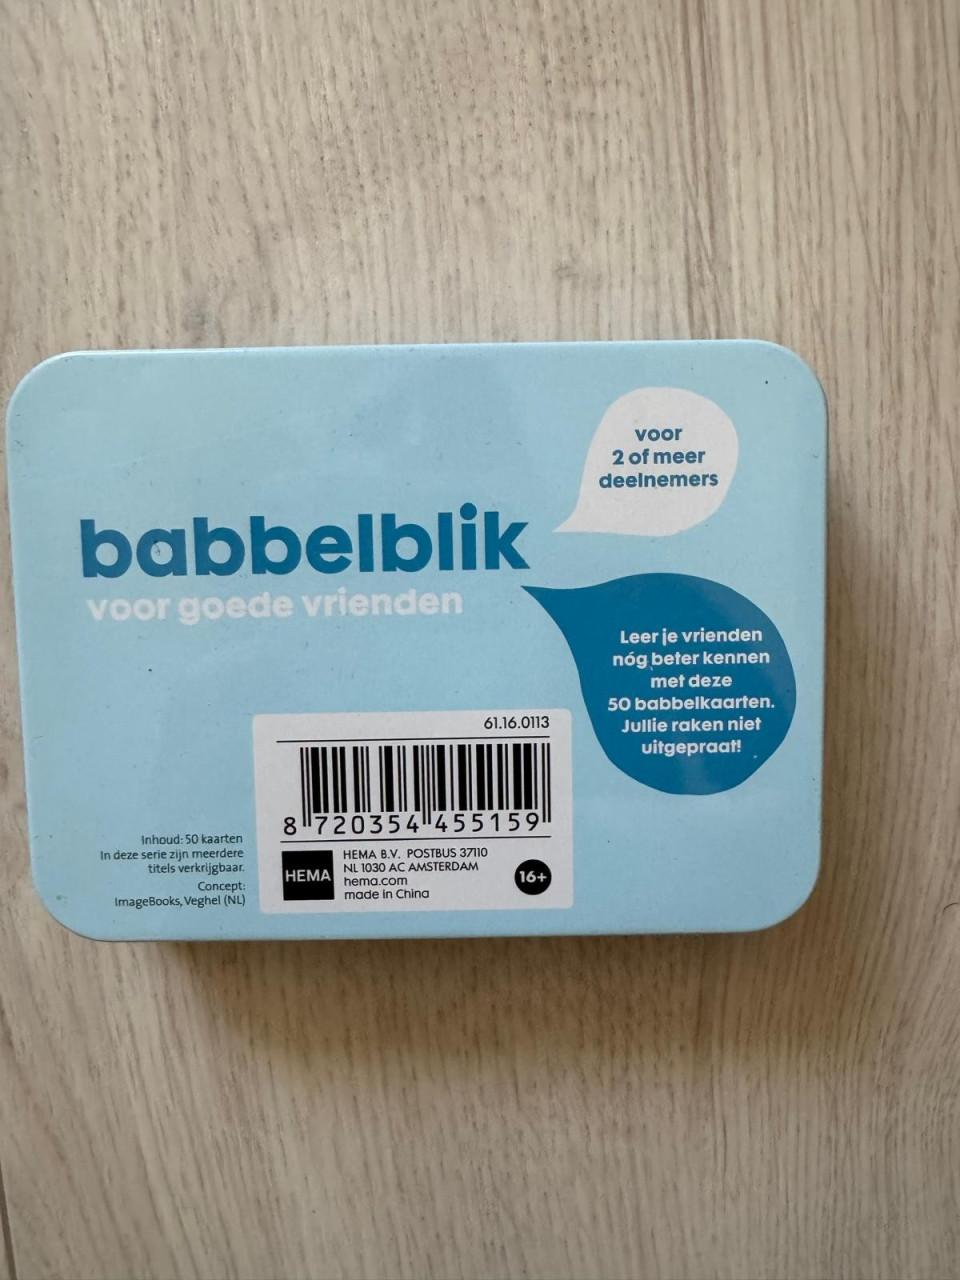 voor
2 of meer
deelnemers
babbelblik
voor goede vrienden
Leer je vrienden
nóg beter kennen
met deze
50 babbelkaarten.
Jullie raken niet
uitgepraat!
61.16.0113
8 720354 455159
Inhoud: 50 kaarten
In deze serie zijn meerdere
titels verkrijgbaar.
Concept:
ImageBooks, Veghel (NL)
HEMA
HEMA B.V. POSTBUS 37110
NL 1030 AC AMSTERDAM
hema.com
made in China
16+